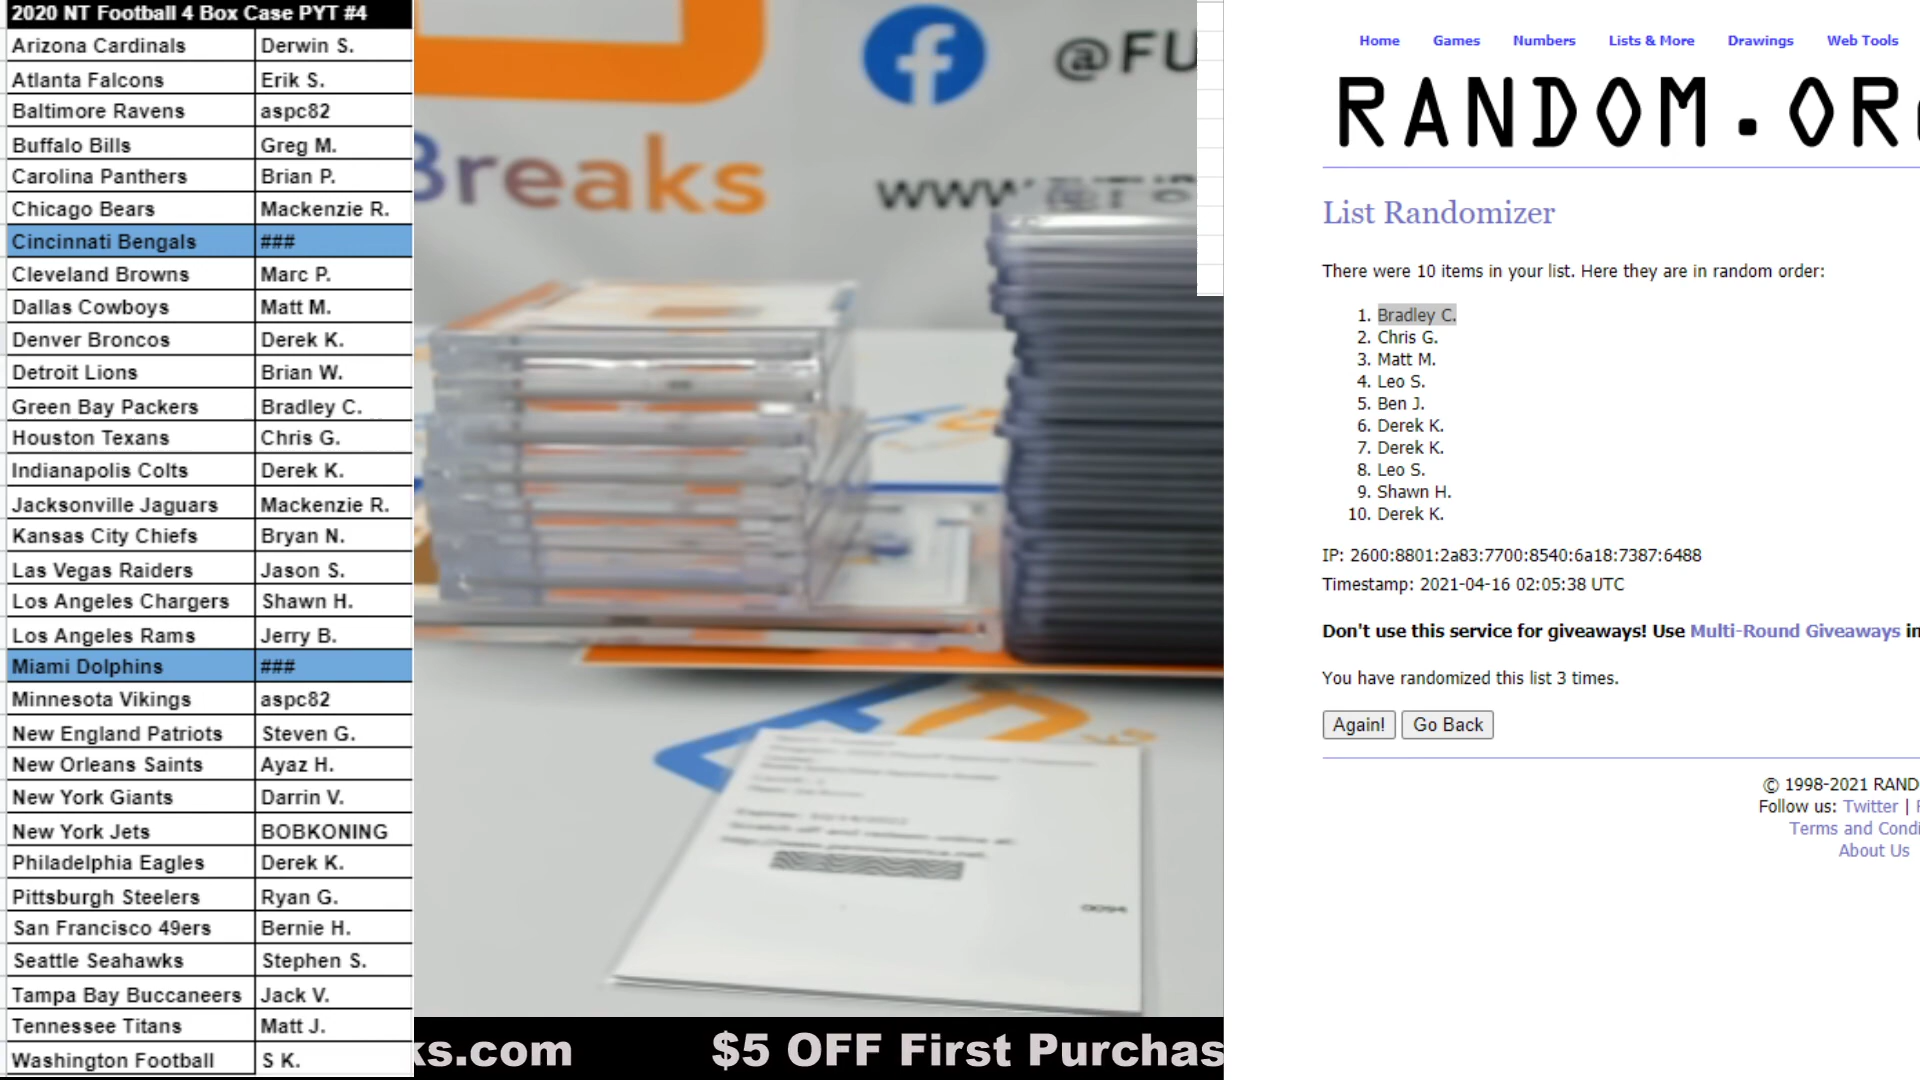 2020 NT Football 4 Box Case PYT #4
Arizona Cardinals Derwin S.
Atlanta Falcons Erik S.
Baltimore Ravens aspc82
Buffalo Bills Greg M.
Carolina Panthers Brian P.
Chicago Bears Mackenzie R.
Cincinnati Bengals ###
Cleveland Browns Marc P.
Dallas Cowboys Matt M.
Denver Broncos Derek K.
Detroit Lions Brian W.
Green Bay Packers Bradley C.
Houston Texans Chris G.
Indianapolis Colts Derek K.
Jacksonville Jaguars Mackenzie R.
Kansas City Chiefs Bryan N.
Las Vegas Raiders Jason S.
Los Angeles Chargers Shawn H.
Los Angeles Rams Jerry B.
Miami Dolphins ###
Minnesota Vikings aspc82
New England Patriots Steven G.
New Orleans Saints Ayaz H.
New York Giants Darrin V.
New York Jets BOBKONING
Philadelphia Eagles Derek K.
Pittsburgh Steelers Ryan G.
San Francisco 49ers Bernie H.
Seattle Seahawks Stephen S.
Tampa Bay Buccaneers Jack V.
Tennessee Titans Matt J.
Washington Football S K.
@FU
Breaks
www.
Scratch off and redeem online at:
ks.com $5 OFF First Purchas
Home Games Numbers Lists & More Drawings Web Tools
RANDOM.OR
List Randomizer
There were 10 items in your list. Here they are in random order:
1. Bradley C.
2. Chris G.
3. Matt M.
4. Leo S.
5. Ben J.
6. Derek K.
7. Derek K.
8. Leo S.
9. Shawn H.
10. Derek K.
IP: 2600:8801:2a83:7700:8540:6a18:7387:6488
Timestamp: 2021-04-16 02:05:38 UTC
Don't use this service for giveaways! Use Multi-Round Giveaways in
You have randomized this list 3 times.
Again! Go Back
© 1998-2021 RAND
Follow us: Twitter | F
Terms and Condi
About Us